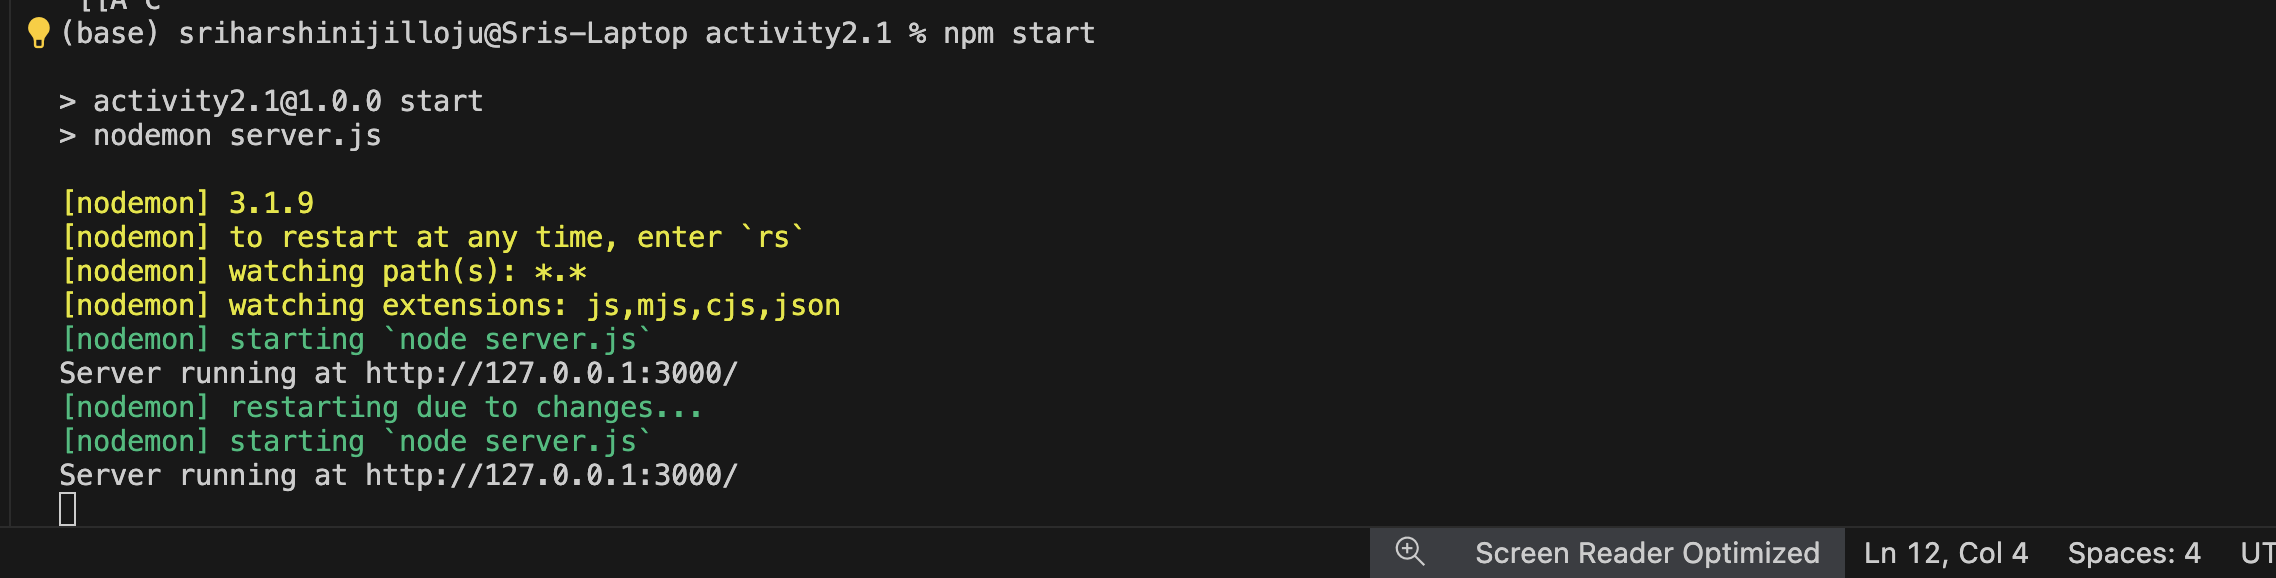 (base) sriharshinijilloju@Sris-Laptop activity2.1 % npm start
> activity2.1@1.0.0 start
> nodemon server.js
[nodemon] 3.1.9
[nodemon] to restart at any time, enter `rs`
[nodemon] watching path(s): *.*
[nodemon] watching extensions: js,mjs,cjs,json
[nodemon] starting `node server.js`
Server running at http://127.0.0.1:3000/
[nodemon] restarting due to changes...
[nodemon] starting `node server.js`
Server running at http://127.0.0.1:3000/
Screen Reader Optimized Ln 12, Col 4 Spaces: 4 UT